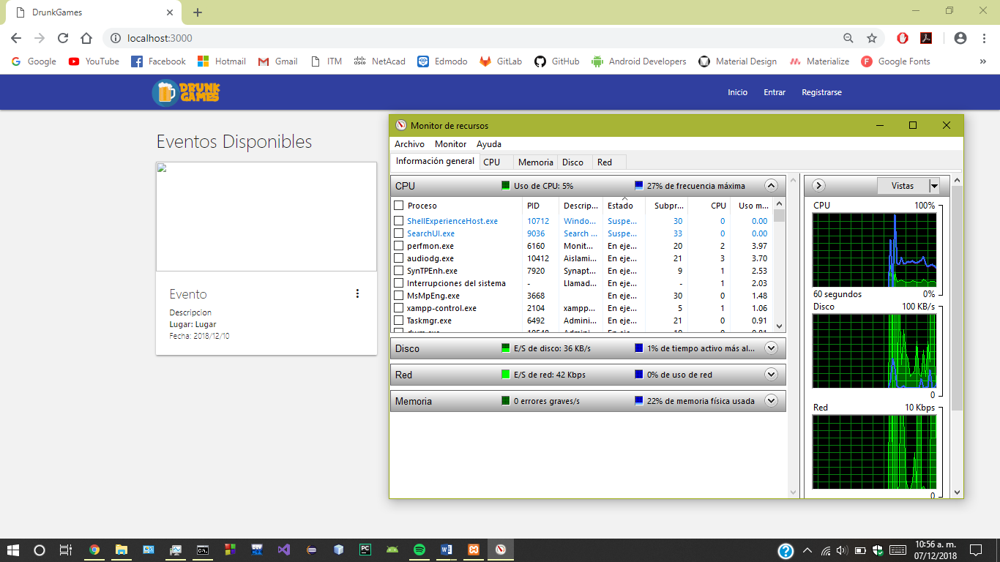 DrunkGames
localhost:3000
Google YouTube Facebook Hotmail Gmail ITM NetAcad Edmodo GitLab GitHub Android Developers Material Design Materialize Google Fonts »
DRUNK GAMES
Inicio Entrar Registrarse
Eventos Disponibles
Evento
Descripcion
Lugar: Lugar
Fecha: 2018/12/10
Monitor de recursos
Archivo Monitor Ayuda
Información general CPU Memoria Disco Red
CPU Uso de CPU: 5% 27% de frecuencia máxima
Proceso PID Descrip... Estado Subpr... CPU Uso m...
ShellExperienceHost.exe 10712 Windo... Suspe... 30 0 0.00
SearchUI.exe 9036 Search ... Suspe... 33 0 0.00
perfmon.exe 6160 Monit... En eje... 20 2 3.97
audiodg.exe 10412 Aislami... En eje... 21 3 3.70
SynTPEnh.exe 7920 Synapt... En eje... 9 1 2.53
Interrupciones del sistema - Llamad... En eje... - 1 2.03
MsMpEng.exe 3668 En eje... 30 0 1.48
xampp-control.exe 2104 xampp... En eje... 5 1 1.06
Taskmgr.exe 6492 Admini... En eje... 21 0 0.91
Disco E/S de disco: 36 KB/s 1% de tiempo activo más al...
Red E/S de red: 42 Kbps 0% de uso de red
Memoria 0 errores graves/s 22% de memoria física usada
Vistas
CPU 100%
60 segundos 0%
Disco 100 KB/s
0
Red 10 Kbps
0
10:56 a. m.
07/12/2018